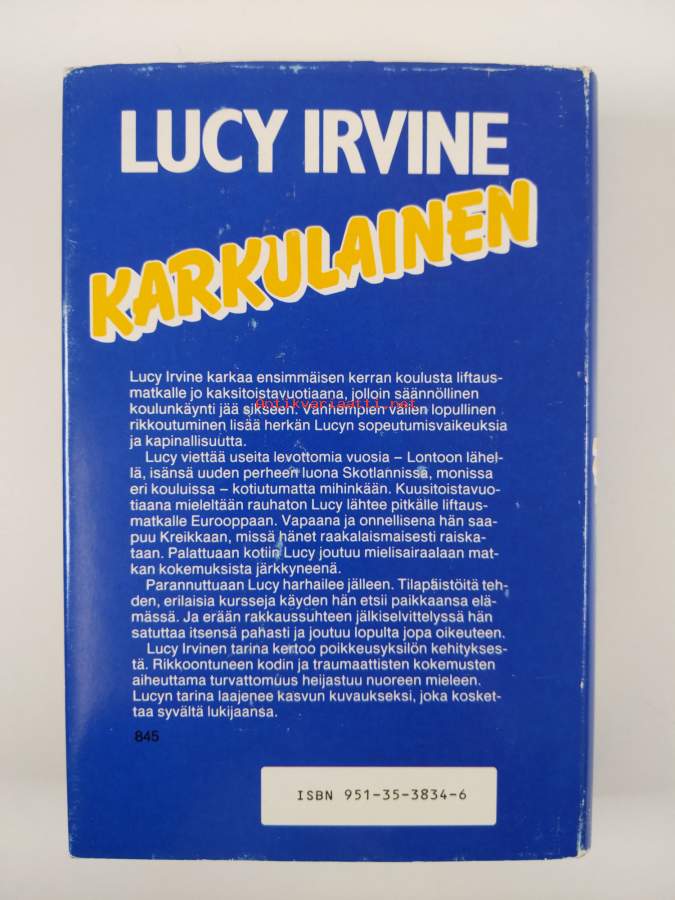 LUCY IRVINE
KARKULAINEN
Lucy Irvine karkaa ensimmäisen kerran koulusta liftaus-
matkalle jo kaksitoistavuotiaana, jolloin säännöllinen
koulunkäynti jää sikseen. Vanhempien välien lopullinen
Antikvariaatti.net
rikkoutuminen lisää herkän Lucyn sopeutumisvaikeuksia
ja kapinallisuutta.
Lucy viettää useita levottomia vuosia – Lontoon lähel-
lä, isänsä uuden perheen luona Skotlannissa, monissa
eri kouluissa – kotiutumatta mihinkään. Kuusitoistavuo-
tiaana mieleltään rauhaton Lucy lähtee pitkälle liftaus-
matkalle Eurooppaan. Vapaana ja onnellisena hän saa-
puu Kreikkaan, missä hänet raakalaismaisesti raiska-
taan. Palattuaan kotiin Lucy joutuu mielisairaalaan mat-
kan kokemuksista järkkyneenä.
Parannuttuaan Lucy harhailee jälleen. Tilapäistöitä teh-
den, erilaisia kursseja käyden hän etsii paikkaansa elä-
mässä. Ja erään rakkaussuhteen jälkiselvittelyssä hän
satuttaa itsensä pahasti ja joutuu lopulta jopa oikeuteen.
Lucy Irvinen tarina kertoo poikkeusyksilön kehitykses-
tä. Rikkoontuneen kodin ja traumaattisten kokemusten
aiheuttama turvattomuus heijastuu nuoreen mieleen.
Lucyn tarina laajenee kasvun kuvaukseksi, joka kosket-
taa syvältä lukijaansa.
845
ISBN 951-35-3834-6